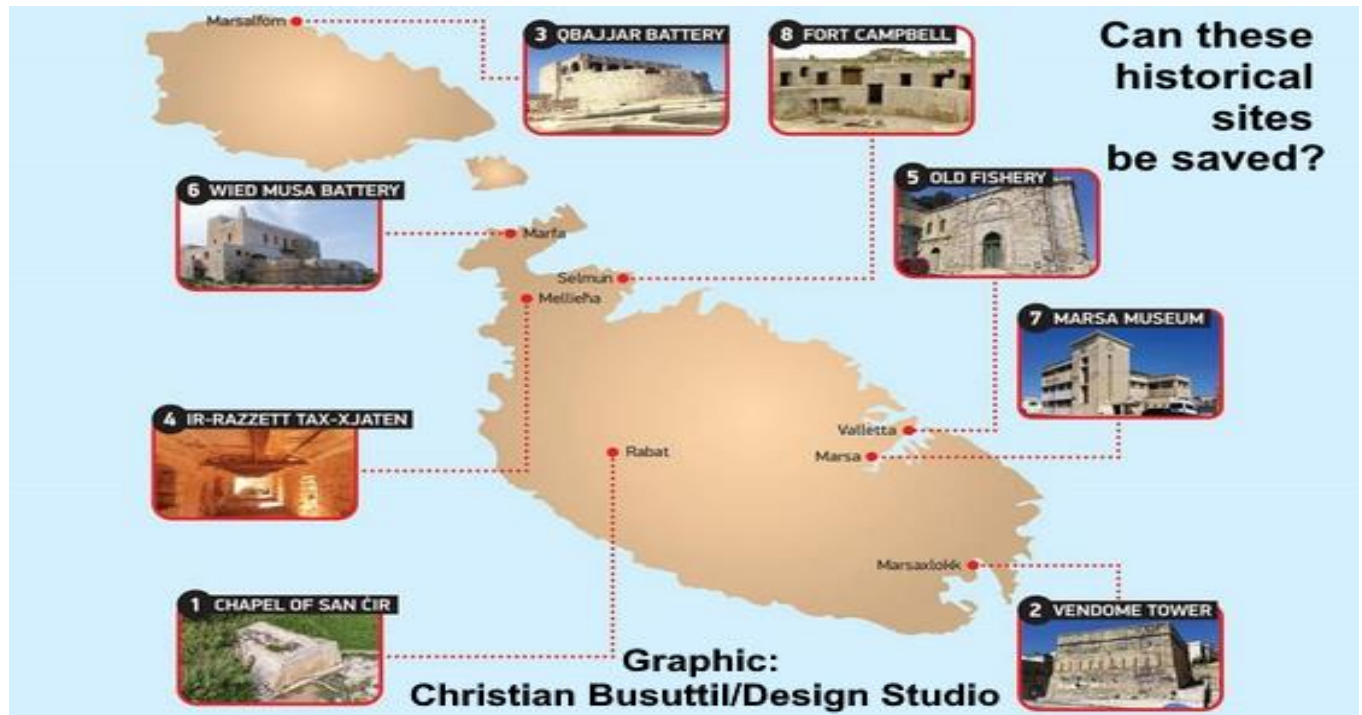 Marsalforn
3 QBAJJAR BATTERY
8 FORT CAMPBELL
Can these
historical
sites
be saved?
6 WIED MUSA BATTERY
5 OLD FISHERY
Marfa
Selmun
Mellieħa
7 MARSA MUSEUM
4 IR-RAZZETT TAX-XJATEN
Valletta
Rabat
Marsa
Marsaxlokk
1 CHAPEL OF SAN ĊIR
2 VENDOME TOWER
Graphic:
Christian Busuttil/Design Studio